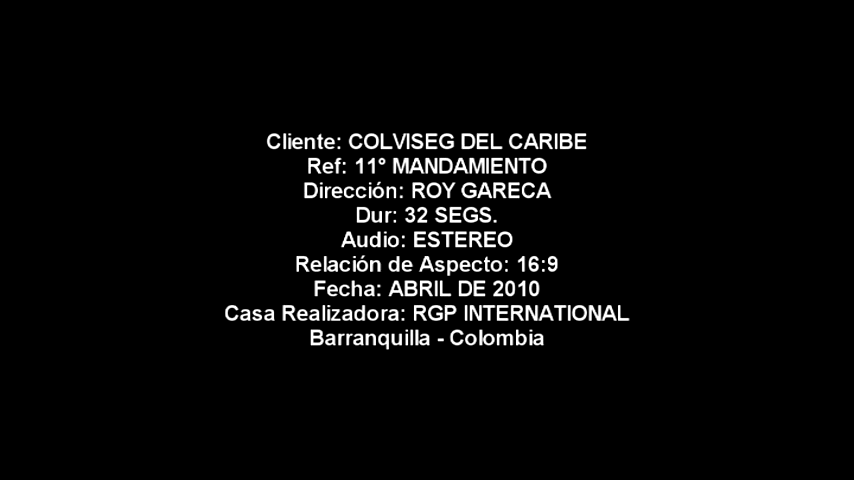 Cliente: COLVISEG DEL CARIBE
Ref: 11° MANDAMIENTO
Dirección: ROY GARECA
Dur: 32 SEGS.
Audio: ESTEREO
Relación de Aspecto: 16:9
Fecha: ABRIL DE 2010
Casa Realizadora: RGP INTERNATIONAL
Barranquilla - Colombia